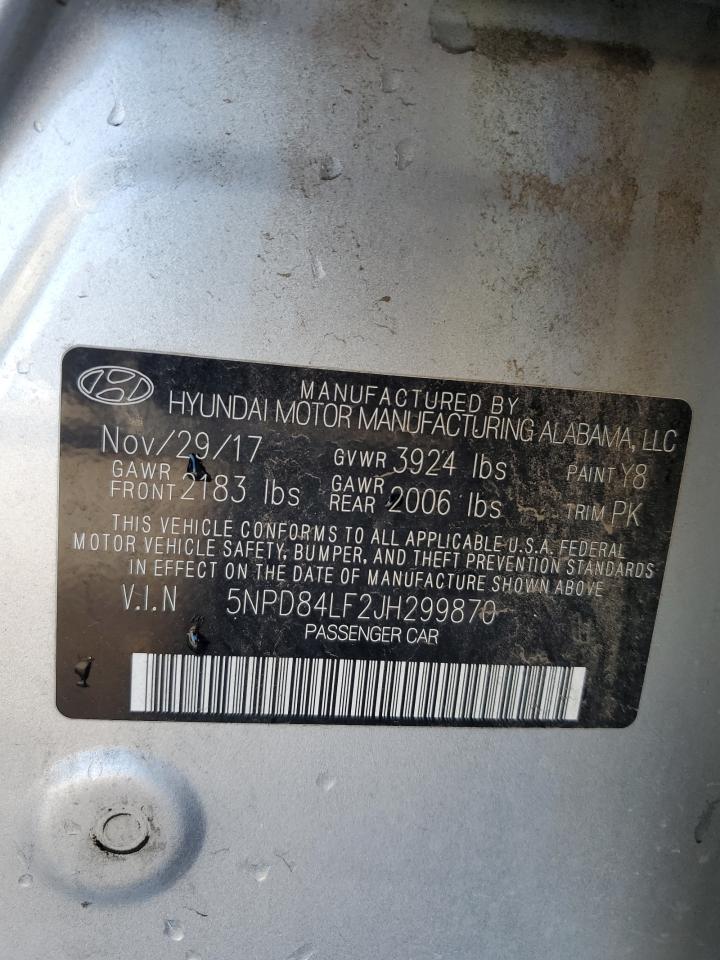 MANUFACTURED BY
HYUNDAI MOTOR MANUFACTURING ALABAMA, LLC
Nov/29/17 GVWR 3924 lbs PAINT Y8
GAWR FRONT 2183 lbs GAWR REAR 2006 lbs TRIM PK
THIS VEHICLE CONFORMS TO ALL APPLICABLE U.S.A. FEDERAL
MOTOR VEHICLE SAFETY, BUMPER, AND THEFT PREVENTION STANDARDS
IN EFFECT ON THE DATE OF MANUFACTURE SHOWN ABOVE
V.I.N 5NPD84LF2JH299870
PASSENGER CAR